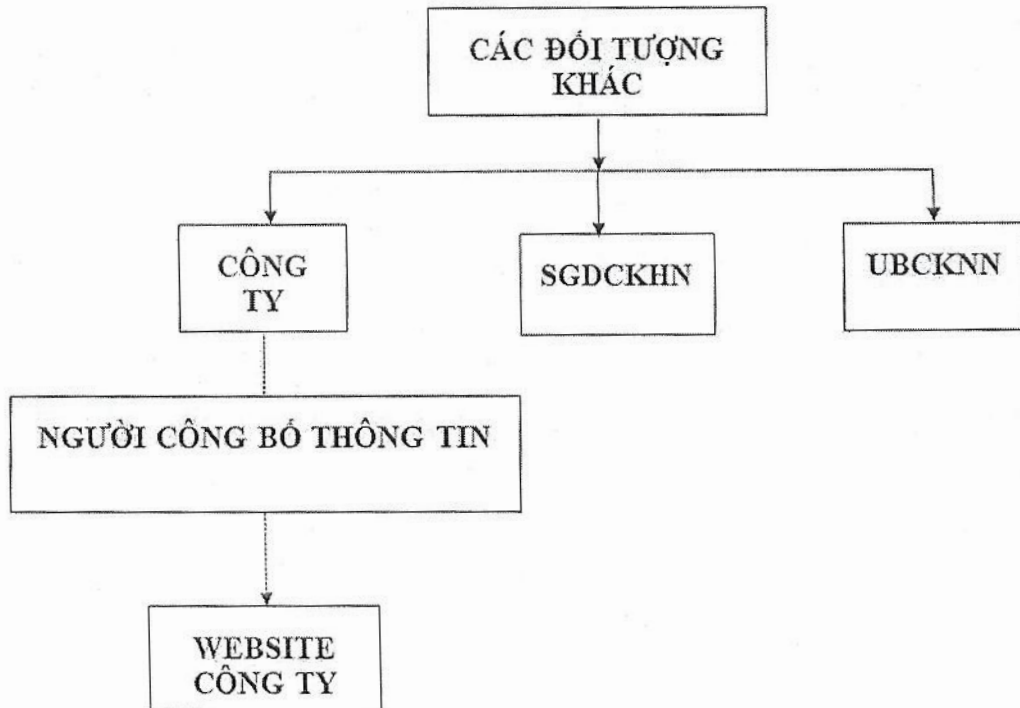 CÁC ĐỐI TƯỢNG
KHÁC
CÔNG
TY
SGDCKHN
UBCKNN
NGƯỜI CÔNG BỐ THÔNG TIN
WEBSITE
CÔNG TY